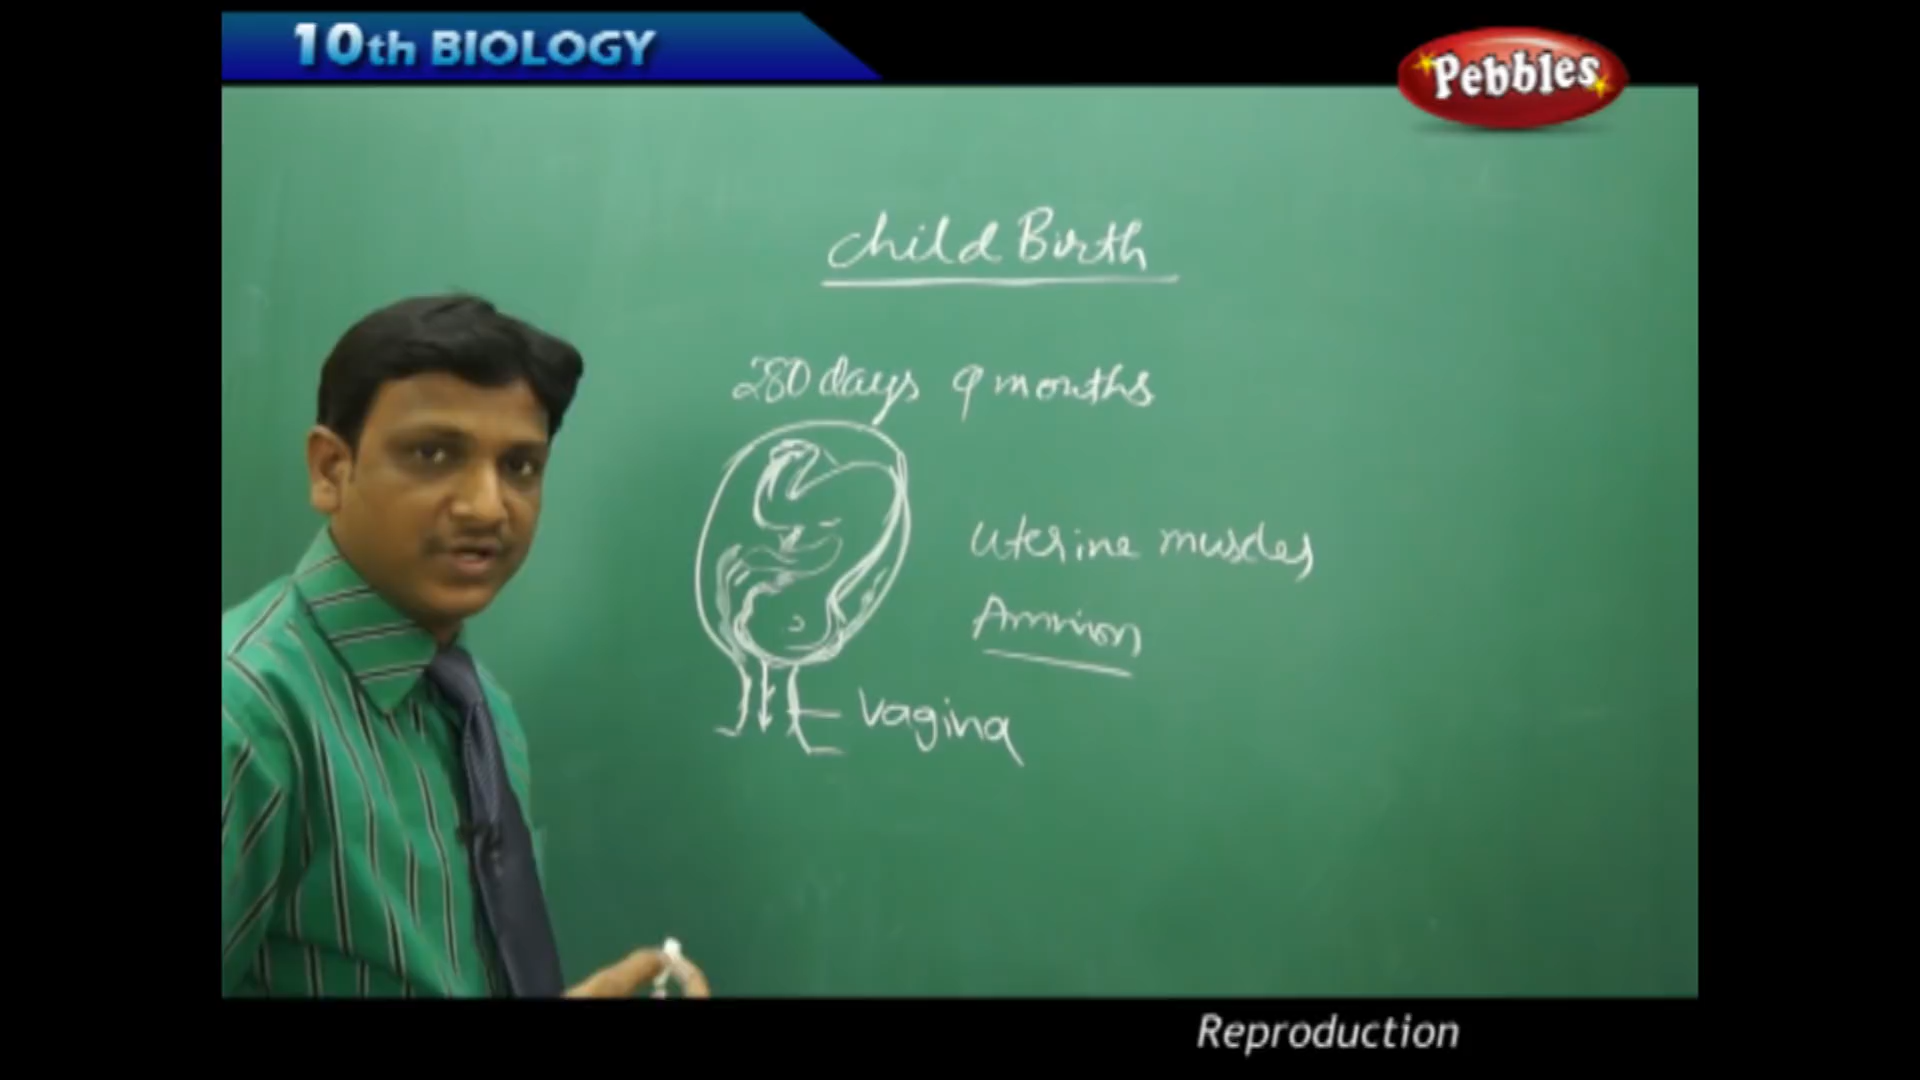 10th BIOLOGY
Pebbles
Child Birth
280 days 9 months
Uterine muscles
Amnion
Vagina
Reproduction